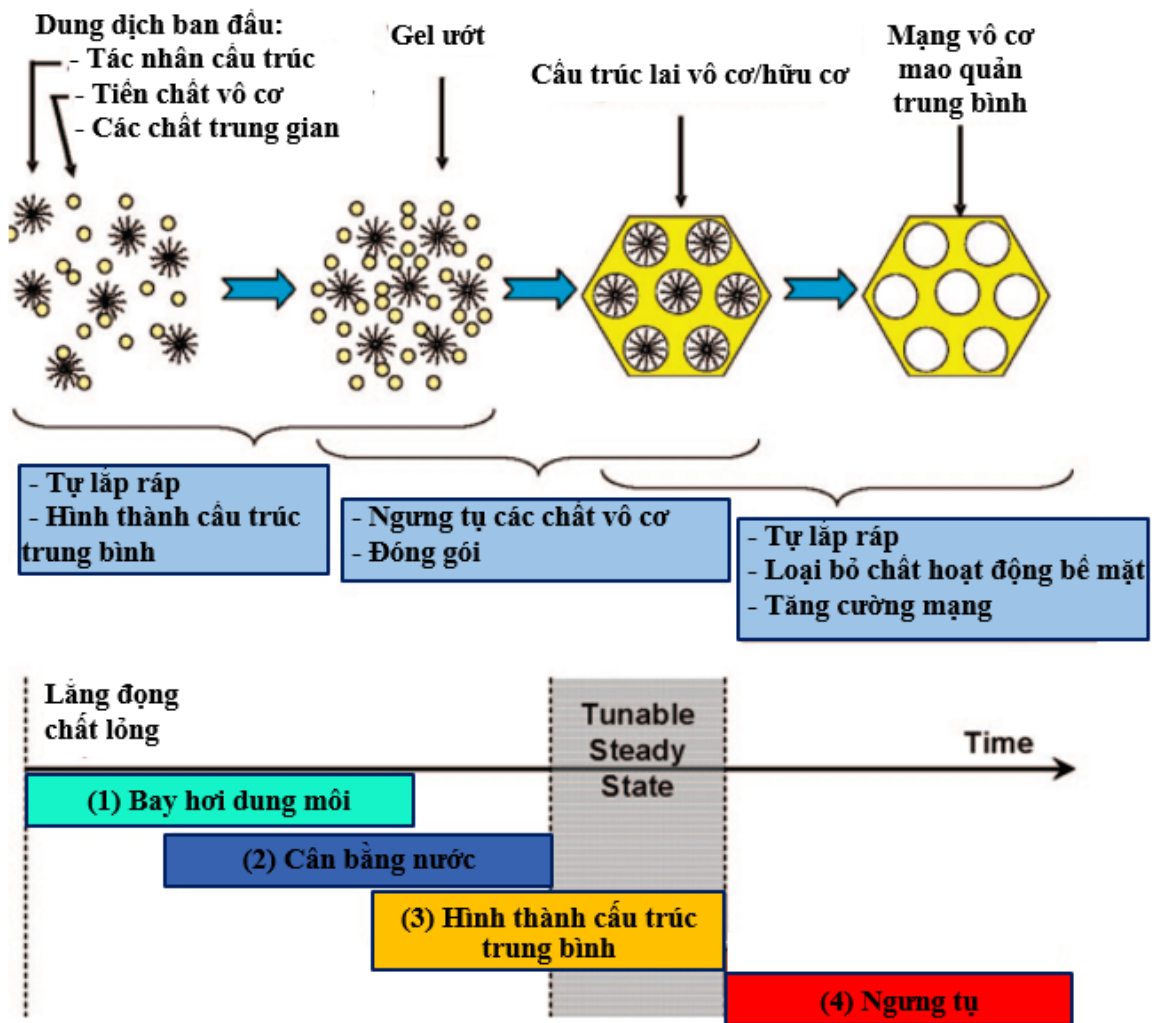 Dung dịch ban đầu:
- Tác nhân cấu trúc
- Tiền chất vô cơ
- Các chất trung gian
Gel ướt
Cấu trúc lai vô cơ/hữu cơ
Mạng vô cơ
mao quản
trung bình
- Tự lắp ráp
- Hình thành cấu trúc
trung bình
- Ngưng tụ các chất vô cơ
- Đóng gói
- Tự lắp ráp
- Loại bỏ chất hoạt động bề mặt
- Tăng cường mạng
Lắng đọng
chất lỏng
Tunable
Steady
State
Time
(1) Bay hơi dung môi
(2) Cân bằng nước
(3) Hình thành cấu trúc
trung bình
(4) Ngưng tụ